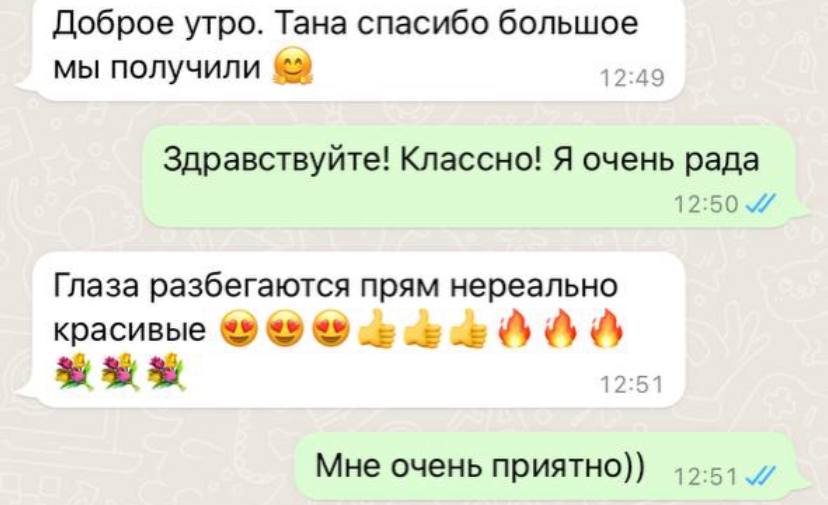 Доброе утро. Тана спасибо большое
мы получили 🤗
12:49
Здравствуйте! Классно! Я очень рада
12:50
Глаза разбегаются прям нереально
красивые 😍😍😍👍👍👍🔥🔥🔥
💐💐💐
12:51
Мне очень приятно)) 12:51